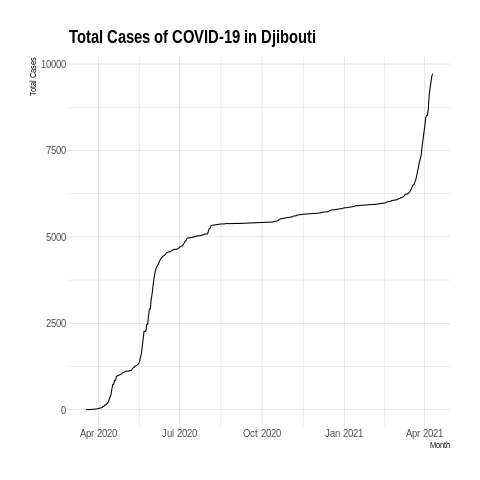 Total Cases of COVID-19 in Djibouti
Total Cases
10000
7500
5000
2500
0
Apr 2020 Jul 2020 Oct 2020 Jan 2021 Apr 2021
Month